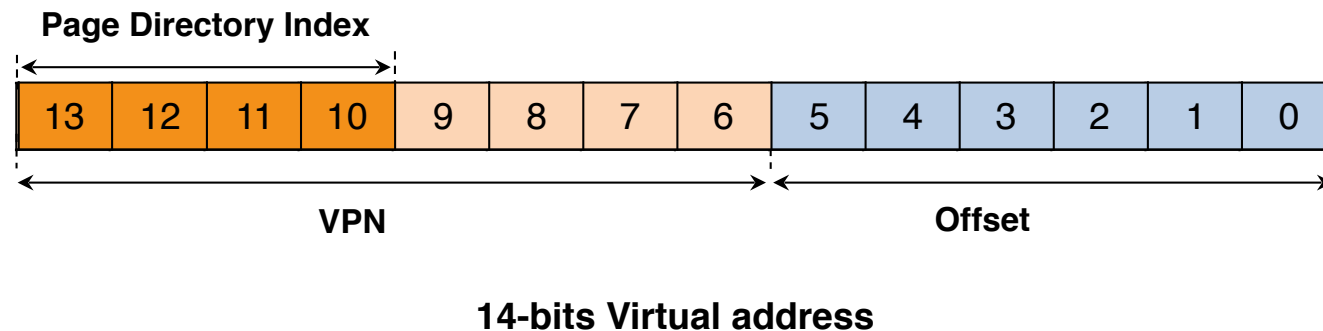 Page Directory Index
13 12 11 10 9 8 7 6 5 4 3 2 1 0
VPN Offset
14-bits Virtual address